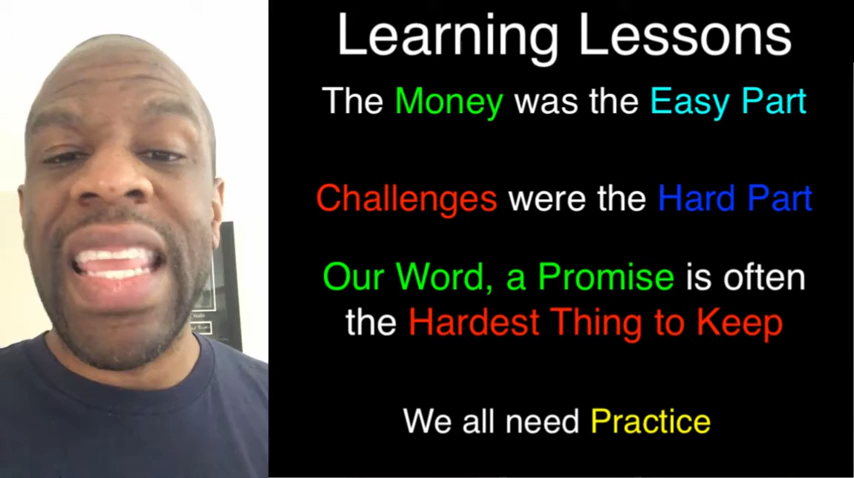 Learning Lessons
The Money was the Easy Part
Challenges were the Hard Part
Our Word, a Promise is often
the Hardest Thing to Keep
We all need Practice